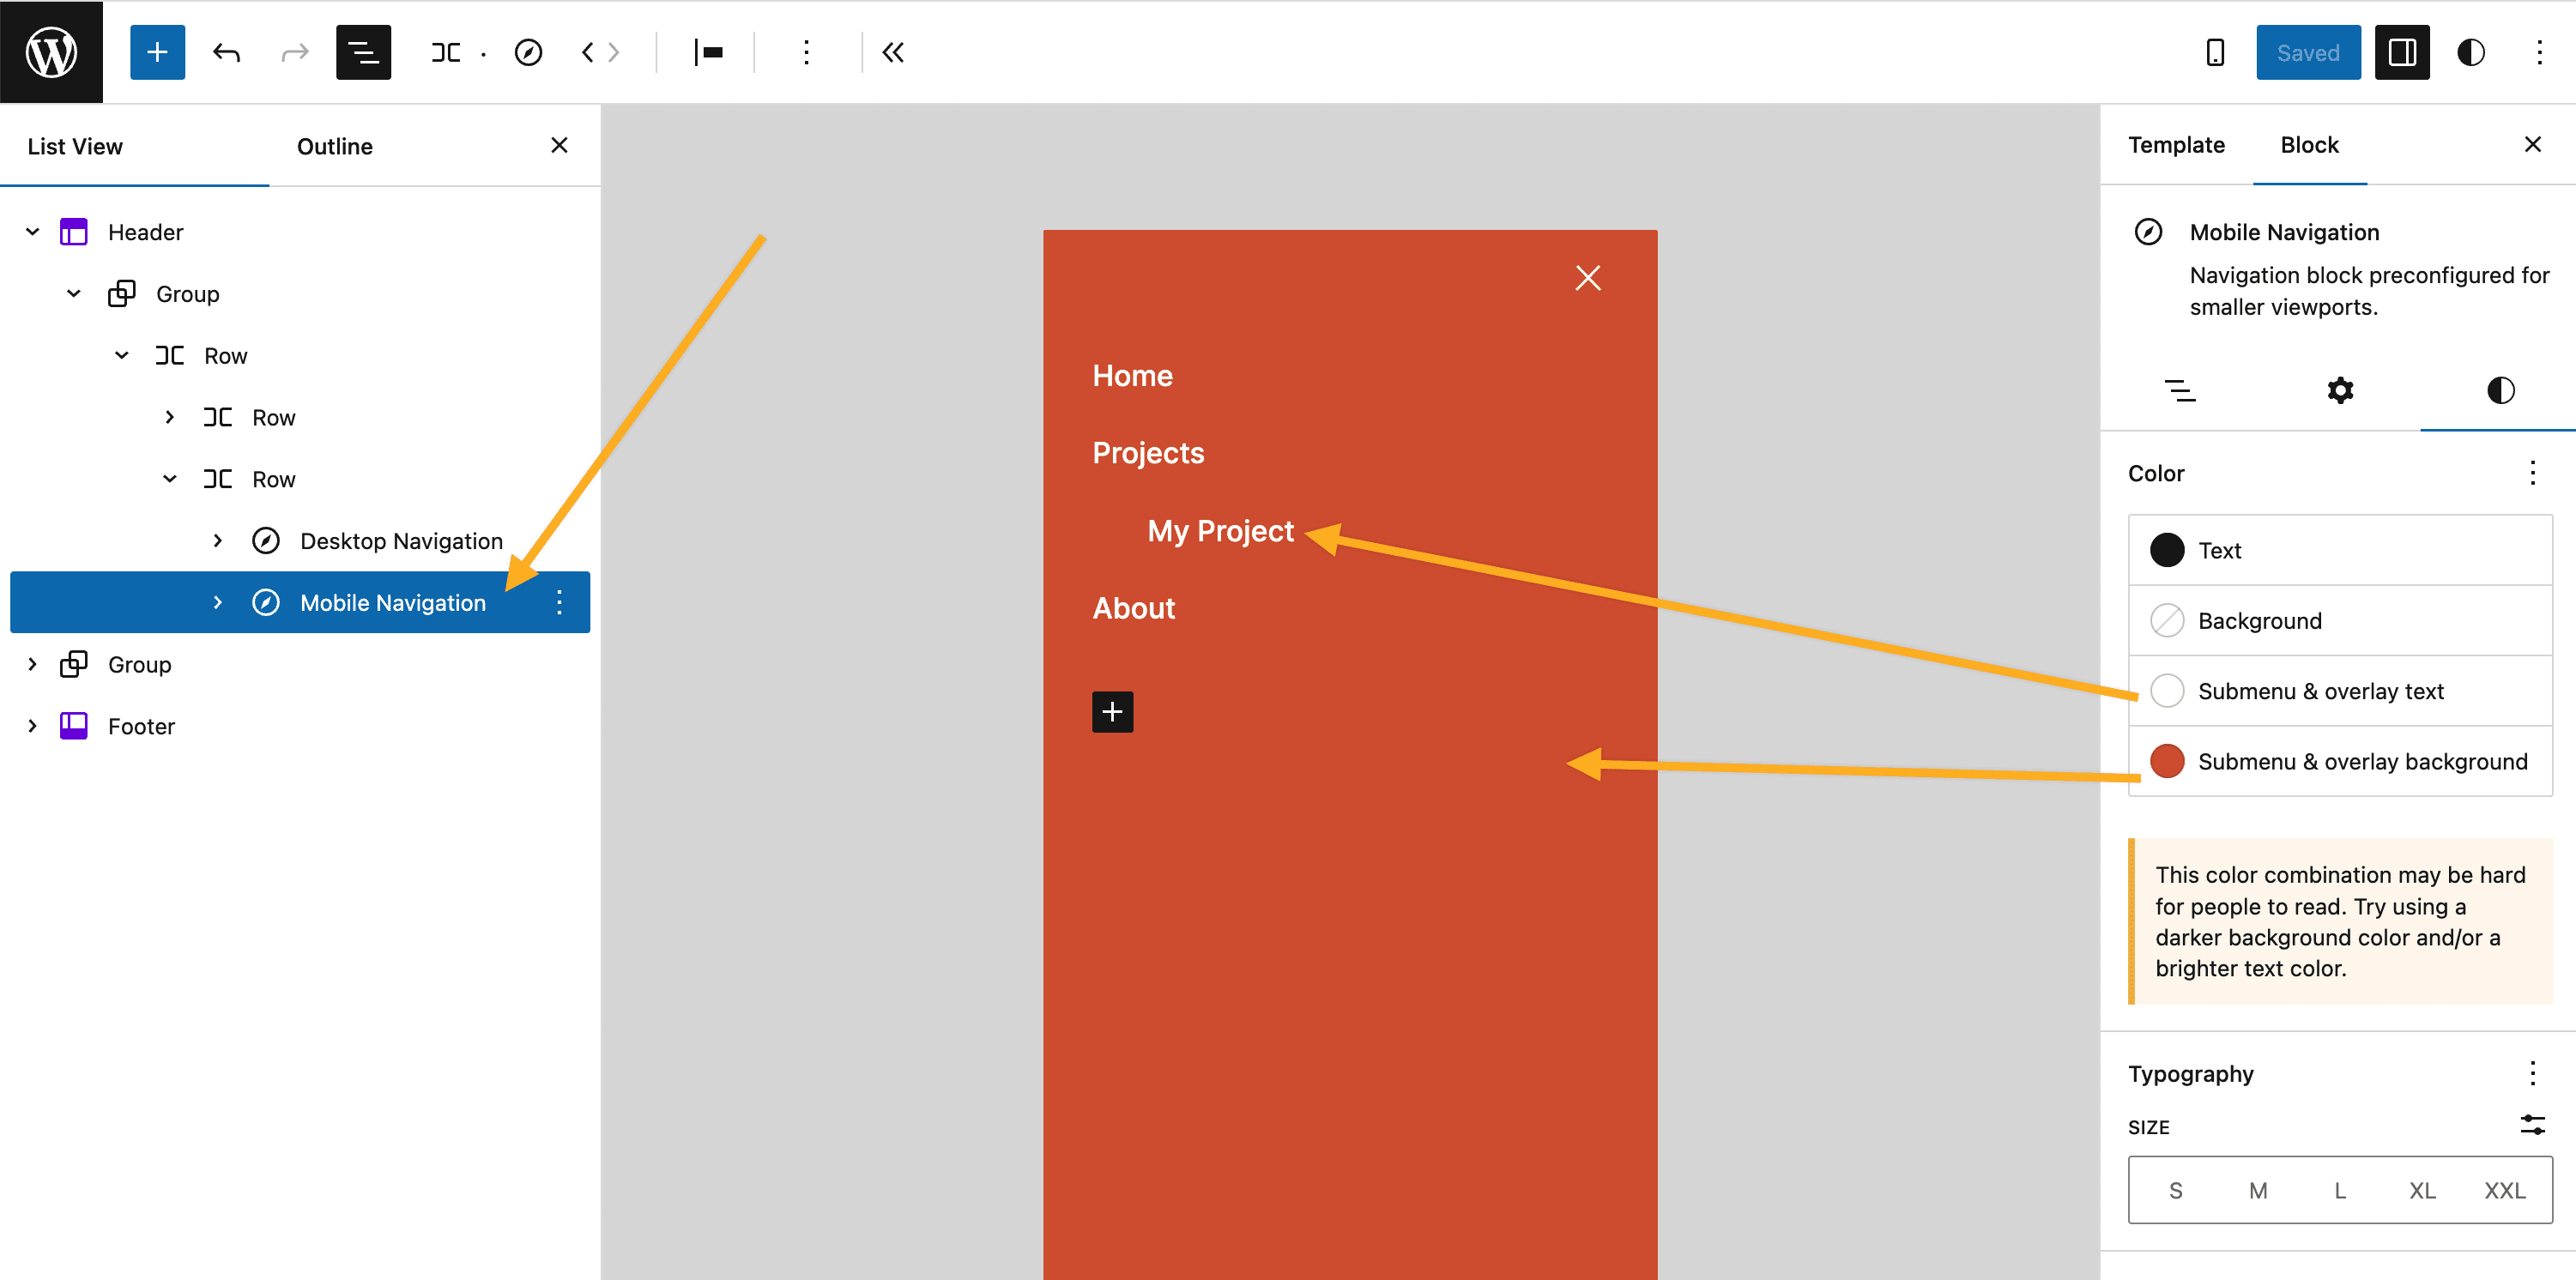 Saved
List View
Outline
Header
Group
Row
Row
Row
Desktop Navigation
Mobile Navigation
Group
Footer
Home
Projects
My Project
About
Template
Block
Mobile Navigation
Navigation block preconfigured for
smaller viewports.
Color
Text
Background
Submenu & overlay text
Submenu & overlay background
This color combination may be hard
for people to read. Try using a
darker background color and/or a
brighter text color.
Typography
SIZE
S M L XL XXL